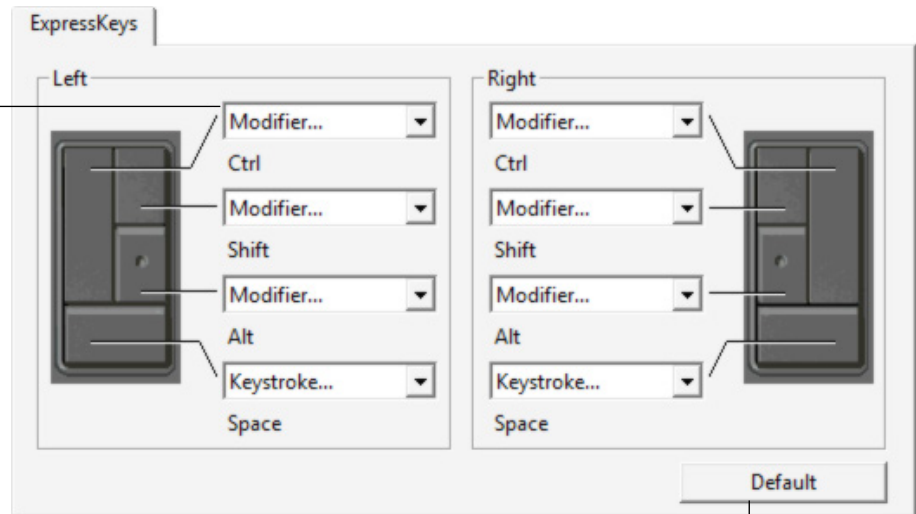 ExpressKeys
Left
Modifier...
Ctrl
Modifier...
Shift
Modifier...
Alt
Keystroke...
Space
Right
Modifier...
Ctrl
Modifier...
Shift
Modifier...
Alt
Keystroke...
Space
Default